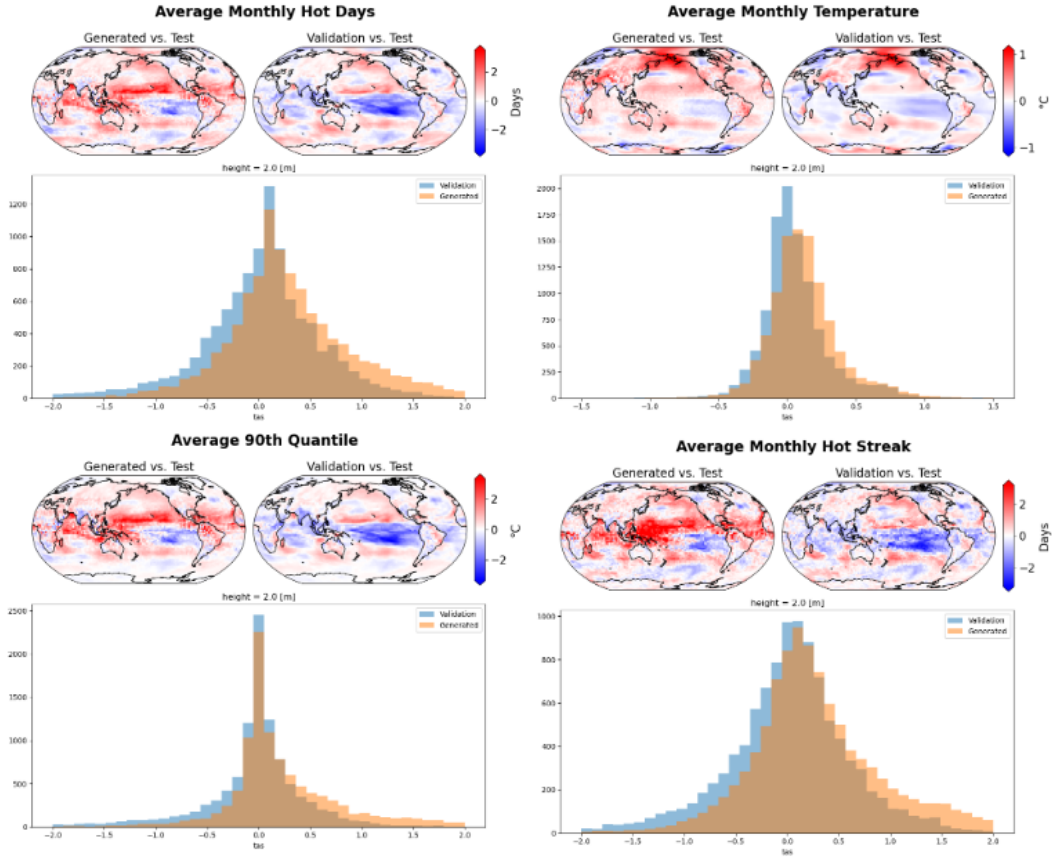 Average Monthly Hot Days
Generated vs. Test
Validation vs. Test
2
0
−2
Days
height = 2.0 [m]
Validation
Generated
1200
1000
800
600
400
200
0
−2.0 −1.5 −1.0 −0.5 0.0 0.5 1.0 1.5 2.0
tas
Average Monthly Temperature
Generated vs. Test
Validation vs. Test
1
0
−1
°C
height = 2.0 [m]
Validation
Generated
2000
1750
1500
1250
1000
750
500
250
0
−1.5 −1.0 −0.5 0.0 0.5 1.0 1.5
tas
Average 90th Quantile
Generated vs. Test
Validation vs. Test
2
0
−2
°C
height = 2.0 [m]
Validation
Generated
2500
2000
1500
1000
500
0
−2.0 −1.5 −1.0 −0.5 0.0 0.5 1.0 1.5 2.0
tas
Average Monthly Hot Streak
Generated vs. Test
Validation vs. Test
2
0
−2
Days
height = 2.0 [m]
Validation
Generated
1000
800
600
400
200
0
−2.0 −1.5 −1.0 −0.5 0.0 0.5 1.0 1.5 2.0
tas